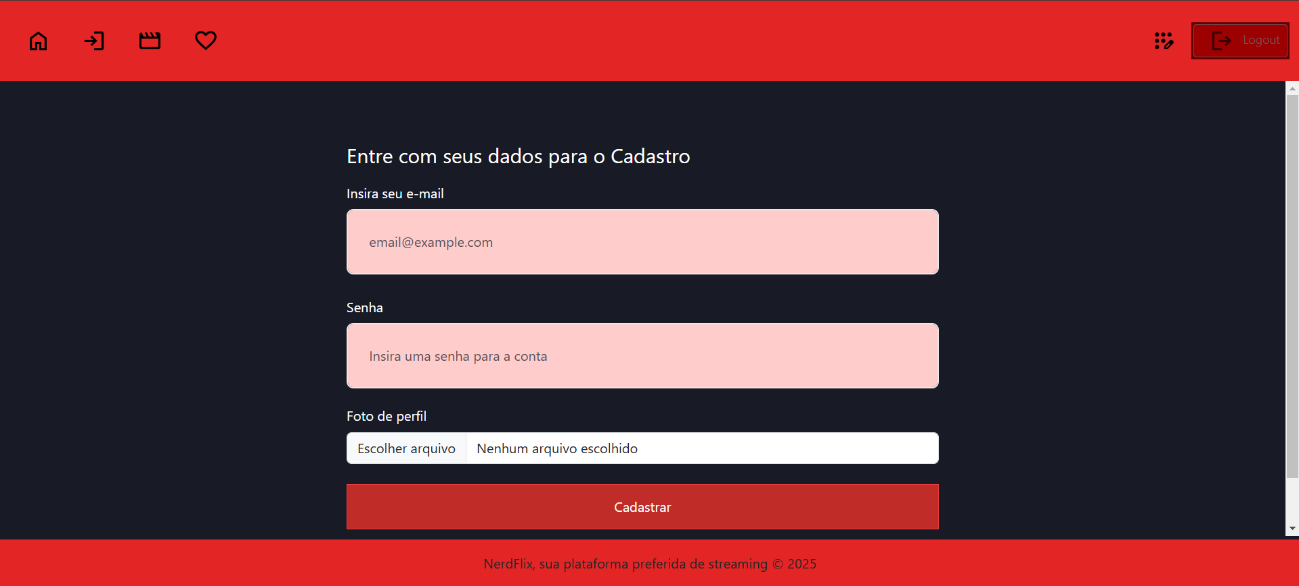 Logout
Entre com seus dados para o Cadastro
Insira seu e-mail
email@example.com
Senha
Insira uma senha para a conta
Foto de perfil
Escolher arquivo Nenhum arquivo escolhido
Cadastrar
NerdFlix, sua plataforma preferida de streaming © 2025